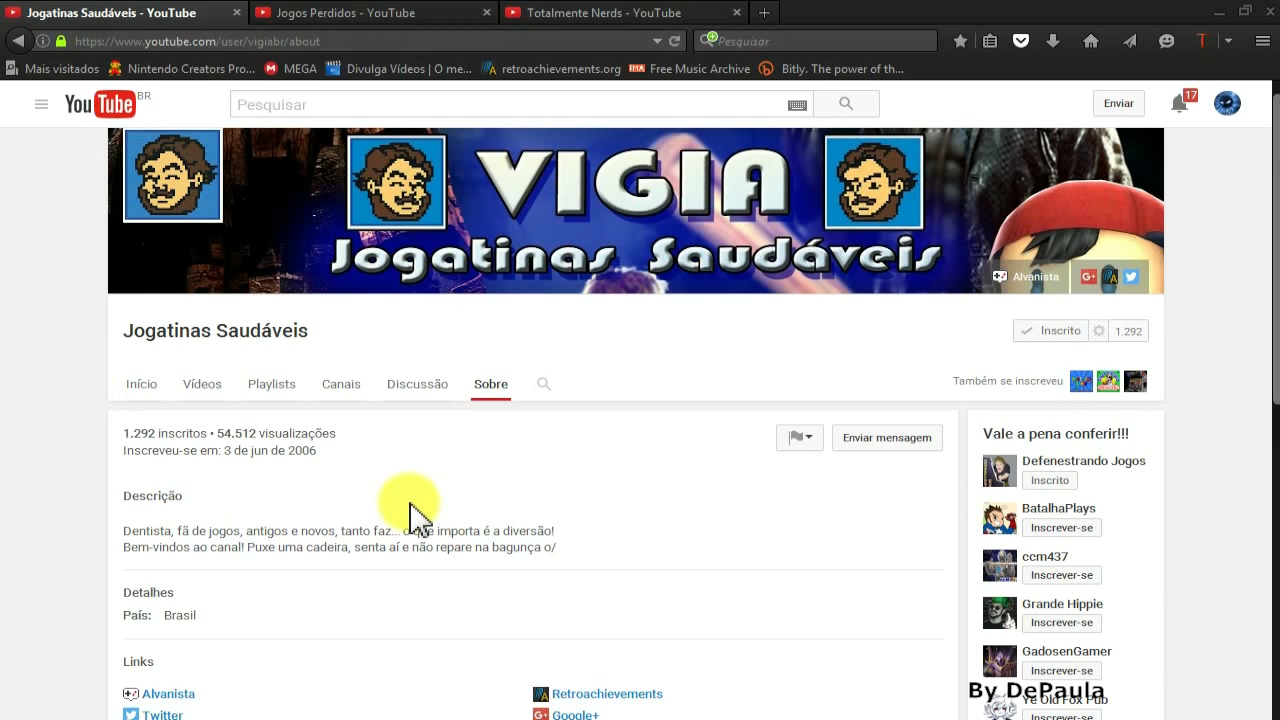 Jogatinas Saudáveis - YouTube
Jogos Perdidos - YouTube
Totalmente Nerds - YouTube
https://www.youtube.com/user/vigiabr/about
Pesquisar
Mais visitados
Nintendo Creators Pro...
MEGA
Divulga Vídeos | O me...
retroachievements.org
Free Music Archive
Bitly. The power of th...
YouTube BR
Pesquisar
Enviar
17
VIGIA
Jogatinas Saudáveis
Alvanista
Jogatinas Saudáveis
Inscrito
1.292
Início
Vídeos
Playlists
Canais
Discussão
Sobre
Também se inscreveu
1.292 inscritos • 54.512 visualizações
Inscreveu-se em: 3 de jun de 2006
Enviar mensagem
Descrição
Dentista, fã de jogos, antigos e novos, tanto faz... importa é a diversão!
Bem-vindos ao canal! Puxe uma cadeira, senta aí e não repare na bagunça o/
Detalhes
País: Brasil
Links
Alvanista
Retroachievements
Twitter
Google+
Vale a pena conferir!!!
Defenestrando Jogos
Inscrito
BatalhaPlays
Inscrever-se
ccm437
Inscrever-se
Grande Hippie
Inscrever-se
GadosenGamer
Inscrever-se
Ye Old Fox Pub
Inscrever-se
By DePaula